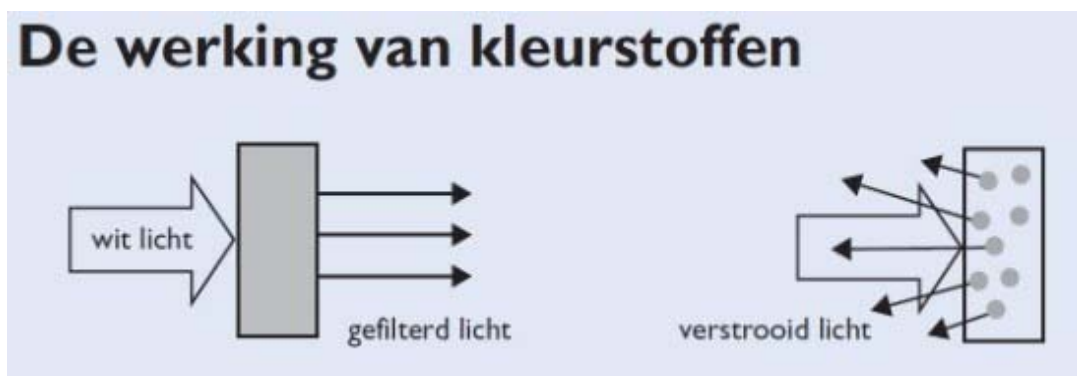 De werking van kleurstoffen
wit licht
gefilterd licht
verstrooid licht